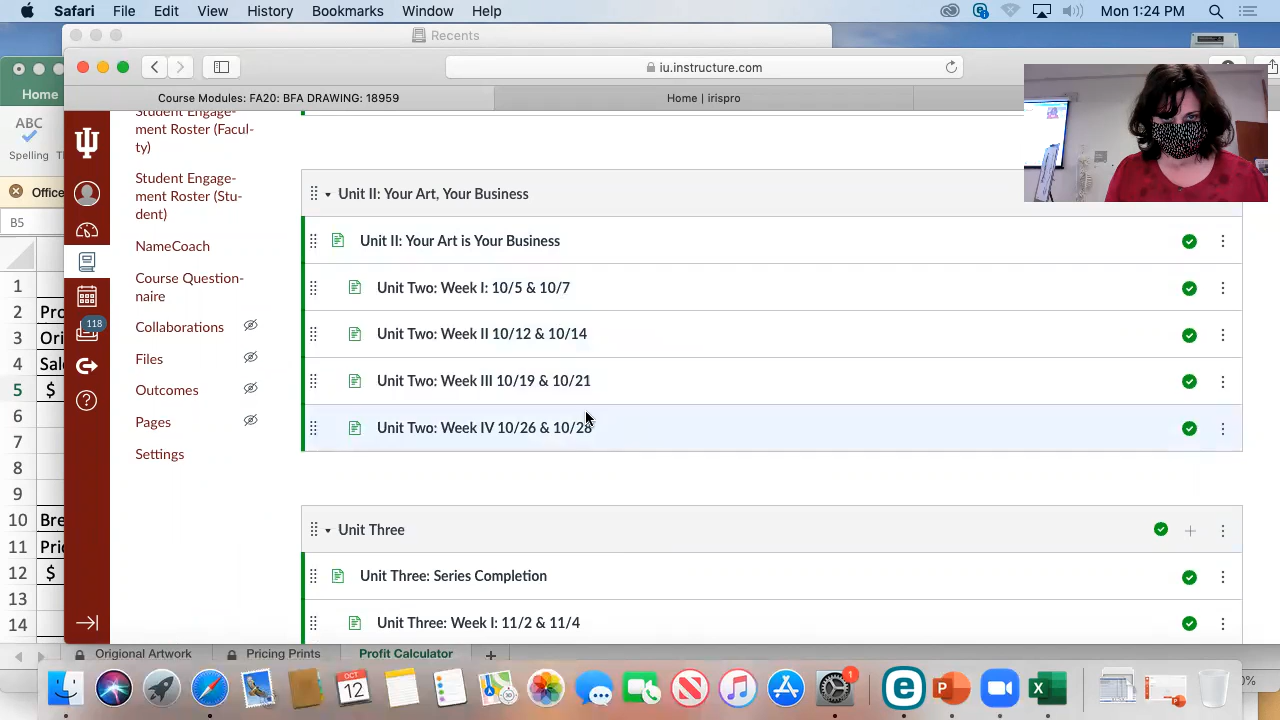 Safari File Edit View History Bookmarks Window Help
Mon 1:24 PM
Recents
iu.instructure.com
Home
Course Modules: FA20: BFA DRAWING: 18959
Home | irispro
ABC
Spelling
Office
B5
1
2 Pro
3 Ori
4 Sal
5 $
6
7
8
9
10 Bre
11 Pric
12 $
13
14
118
Student Engage-
ment Roster (Facul-
ty)
Student Engage-
ment Roster (Stu-
dent)
NameCoach
Course Question-
naire
Collaborations
Files
Outcomes
Pages
Settings
Unit II: Your Art, Your Business
Unit II: Your Art is Your Business
Unit Two: Week I: 10/5 & 10/7
Unit Two: Week II 10/12 & 10/14
Unit Two: Week III 10/19 & 10/21
Unit Two: Week IV 10/26 & 10/28
Unit Three
Unit Three: Series Completion
Unit Three: Week I: 11/2 & 11/4
Origional Artwork Pricing Prints Profit Calculator
OCT
12
1